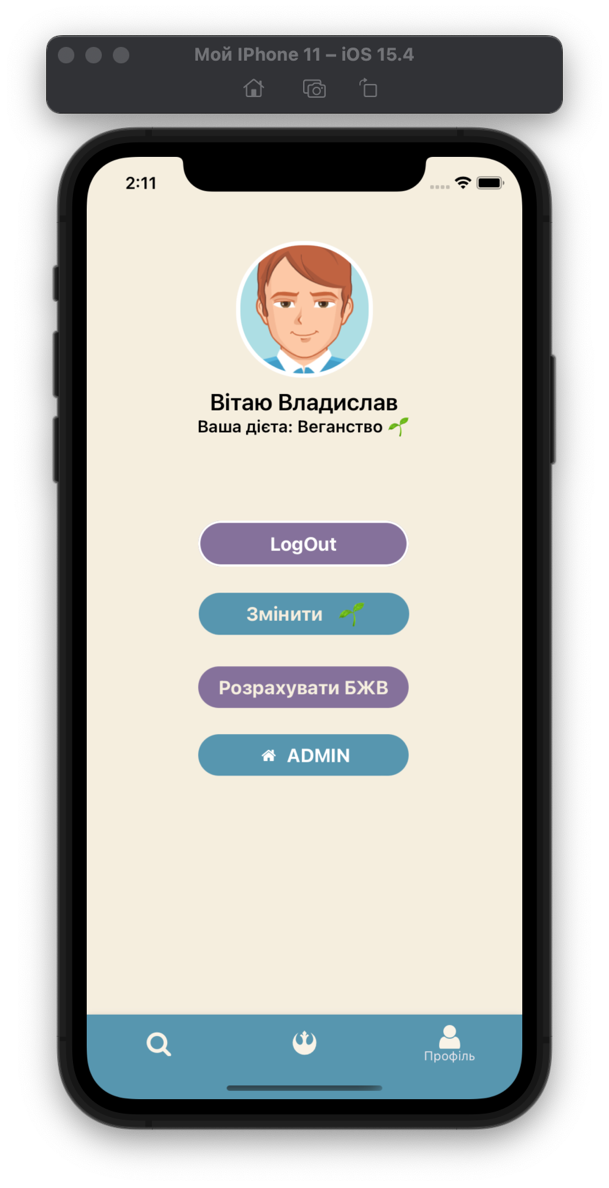 Мой IPhone 11 – iOS 15.4
2:11
Вітаю Владислав
Ваша дієта: Веганство 🌱
LogOut
Змінити 🌱
Розрахувати БЖВ
ADMIN
Профіль